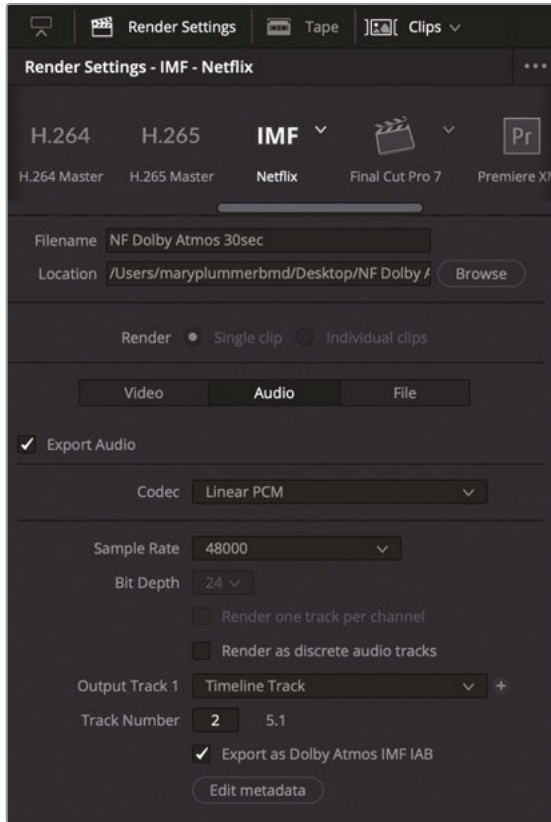 Render Settings Tape Clips
Render Settings - IMF - Netflix
H.264 H.265 IMF Pr
H.264 Master H.265 Master Netflix Final Cut Pro 7 Premiere
Filename NF Dolby Atmos 30sec
Location /Users/maryplummerbmd/Desktop/NF Dolby Browse
Render Single clip Individual clips
Video Audio File
Export Audio
Codec Linear PCM
Sample Rate 48000
Bit Depth 24
Render one track per channel
Render as discrete audio tracks
Output Track 1 Timeline Track +
Track Number 2 5.1
Export as Dolby Atmos IMF IAB
Edit metadata